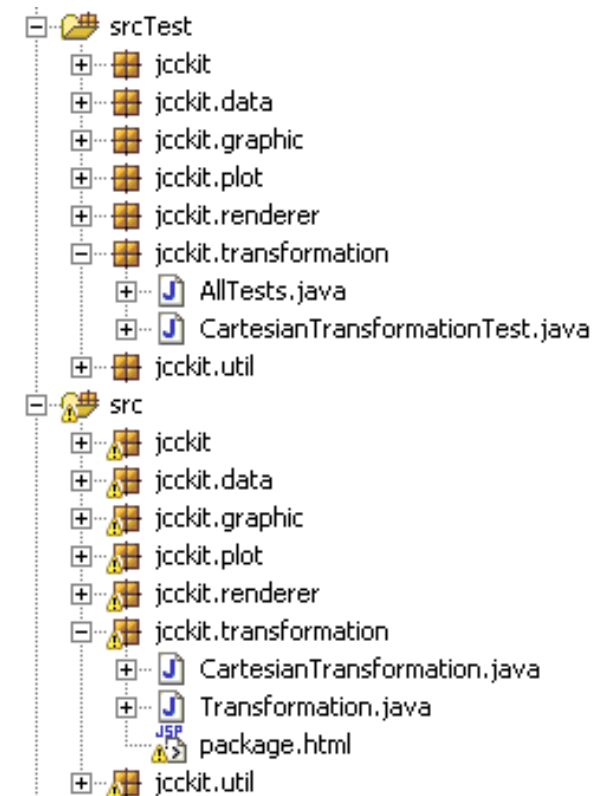 srcTest
jcckit
jcckit.data
jcckit.graphic
jcckit.plot
jcckit.renderer
jcckit.transformation
J AllTests.java
J CartesianTransformationTest.java
jcckit.util
src
jcckit
jcckit.data
jcckit.graphic
jcckit.plot
jcckit.renderer
jcckit.transformation
J CartesianTransformation.java
J Transformation.java
JSP package.html
jcckit.util